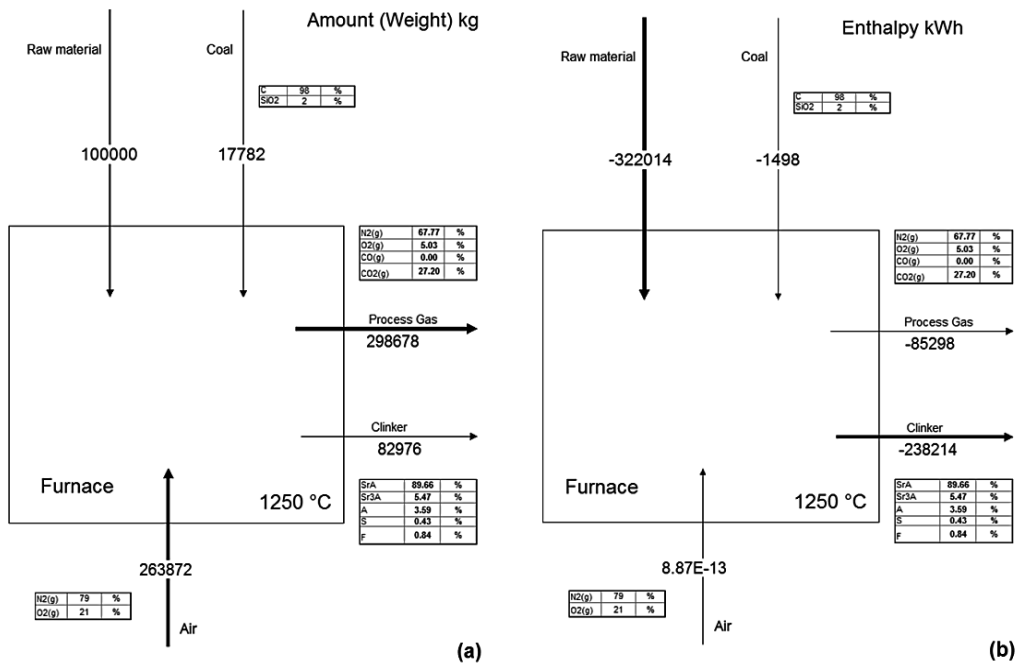 Amount (Weight) kg
Raw material
Coal
C 98 %
SiO2 2 %
100000
17782
N2(g) 67.77 %
O2(g) 5.03 %
CO(g) 0.00 %
CO2(g) 27.20 %
Process Gas
298678
Clinker
82976
Furnace
1250 °C
SrA 89.66 %
Sr3A 5.47 %
A 3.59 %
S 0.43 %
F 0.84 %
263872
N2(g) 79 %
O2(g) 21 %
Air
(a)
Enthalpy kWh
Raw material
Coal
C 98 %
SiO2 2 %
-322014
-1498
N2(g) 67.77 %
O2(g) 5.03 %
CO(g) 0.00 %
CO2(g) 27.20 %
Process Gas
-85298
Clinker
-238214
Furnace
1250 °C
SrA 89.66 %
Sr3A 5.47 %
A 3.59 %
S 0.43 %
F 0.84 %
8.87E-13
N2(g) 79 %
O2(g) 21 %
Air
(b)